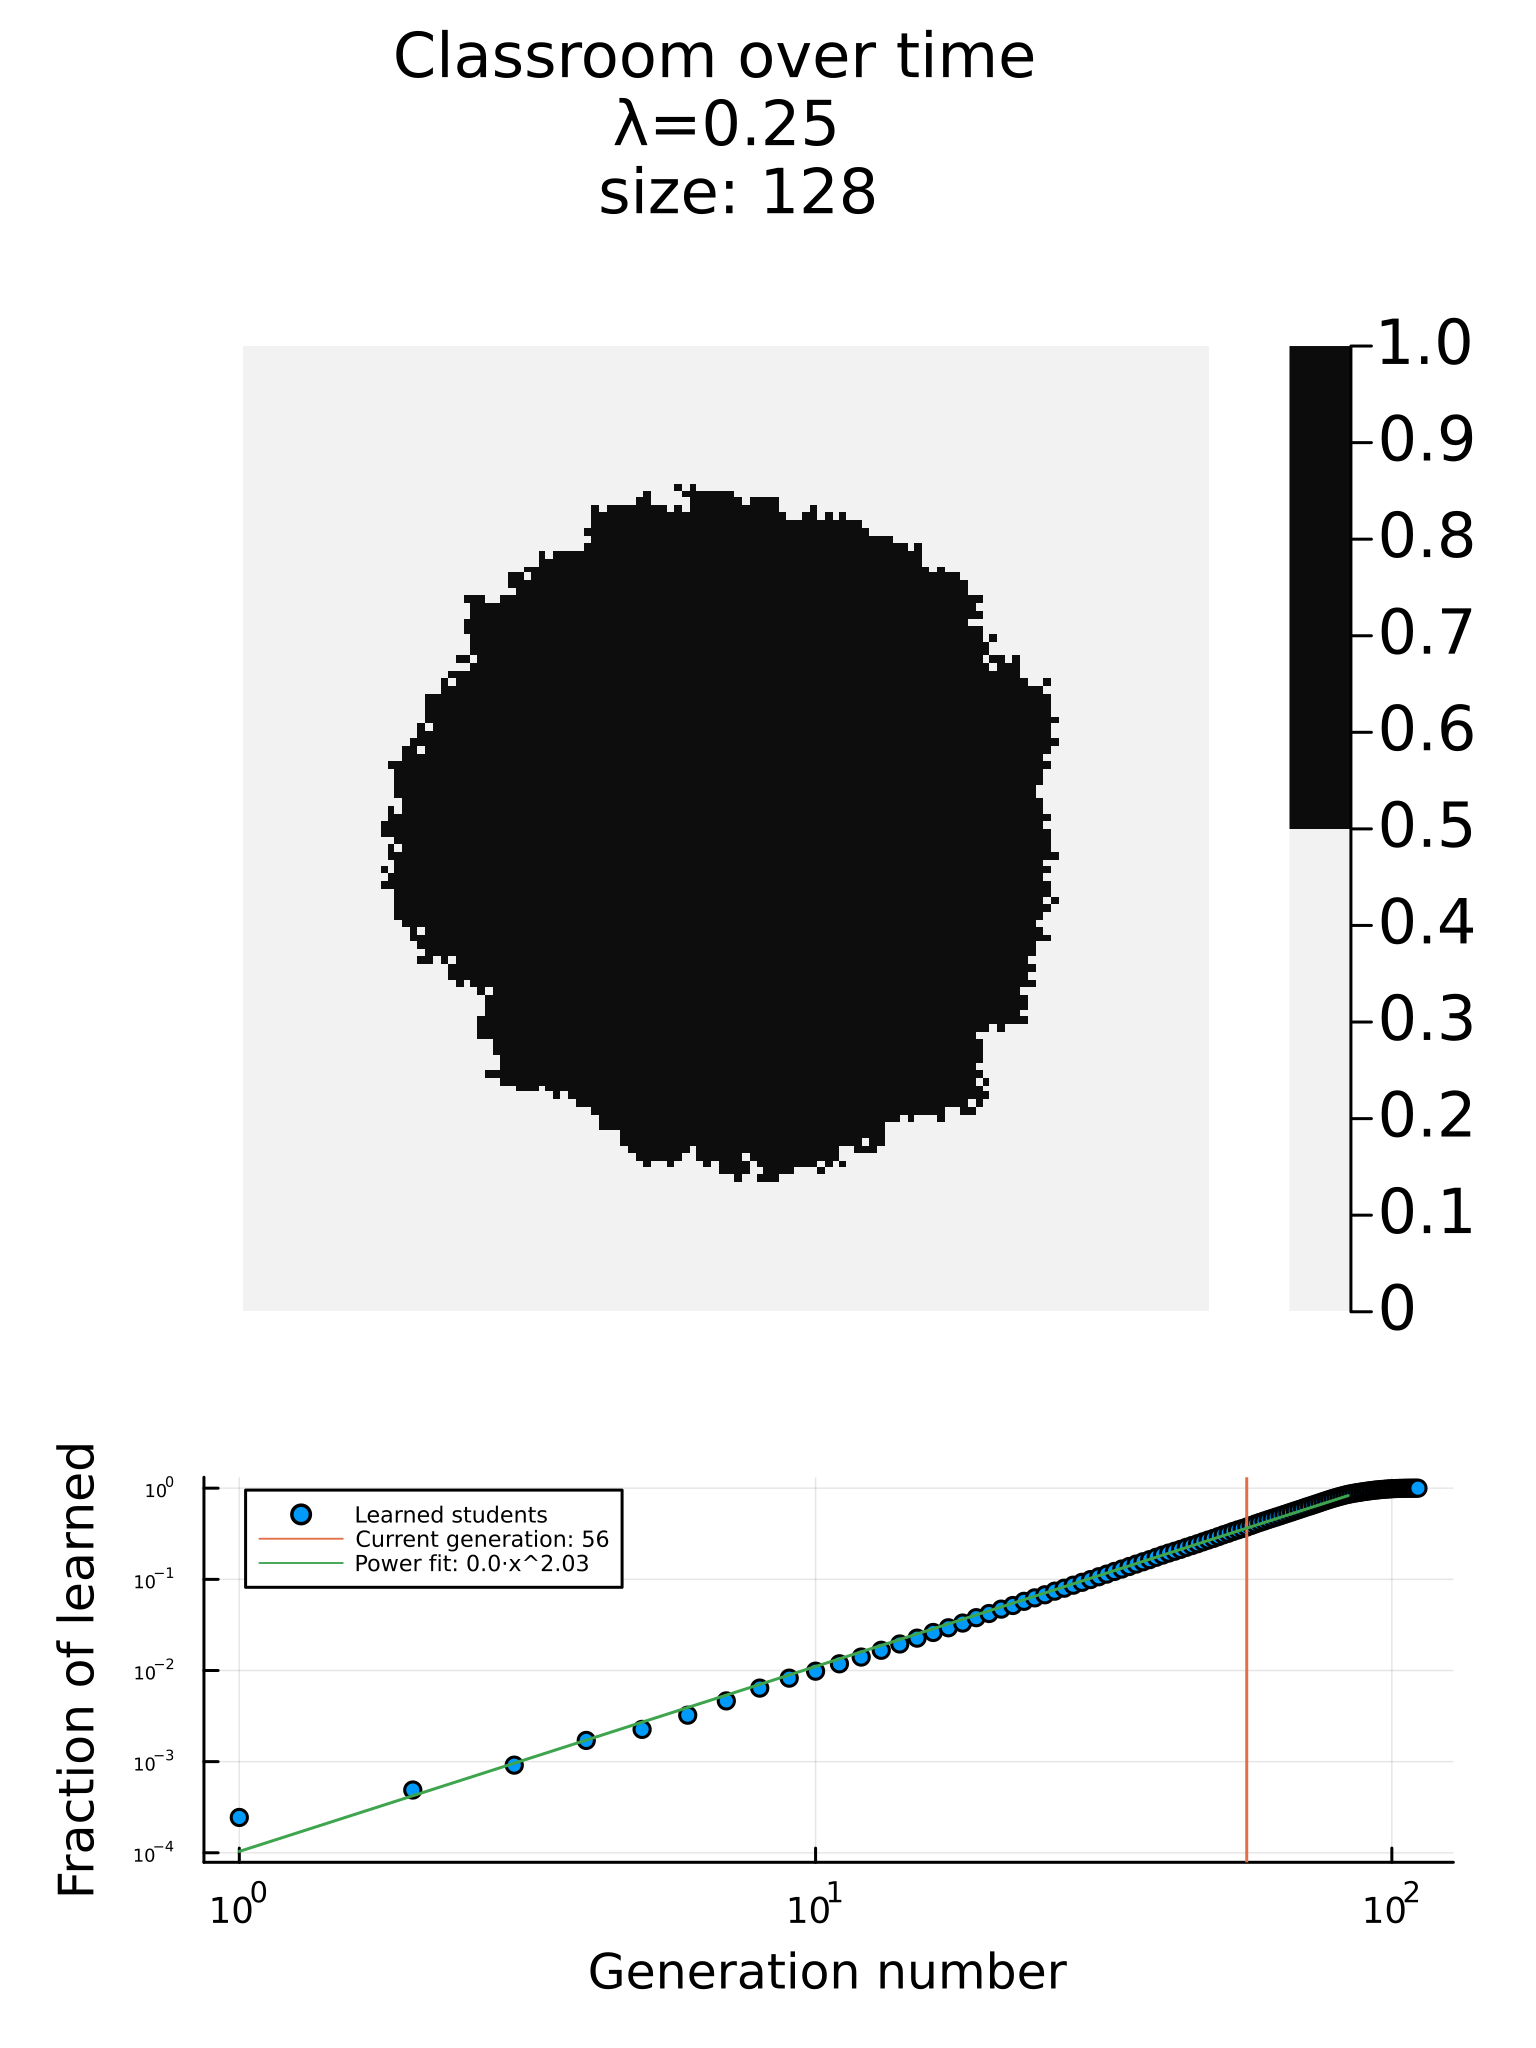 Classroom over time
λ=0.25
size: 128
1.0
0.9
0.8
0.7
0.6
0.5
0.4
0.3
0.2
0.1
0
Fraction of learned
10⁰
10⁻¹
10⁻²
10⁻³
10⁻⁴
Learned students
Current generation: 56
Power fit: 0.0·x^2.03
10⁰ 10¹ 10²
Generation number